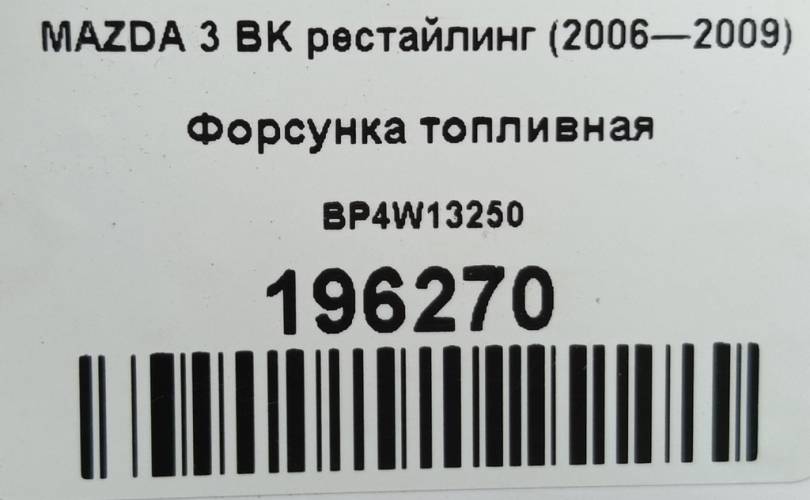 MAZDA 3 BK рестайлинг (2006—2009)
Форсунка топливная
BP4W13250
196270